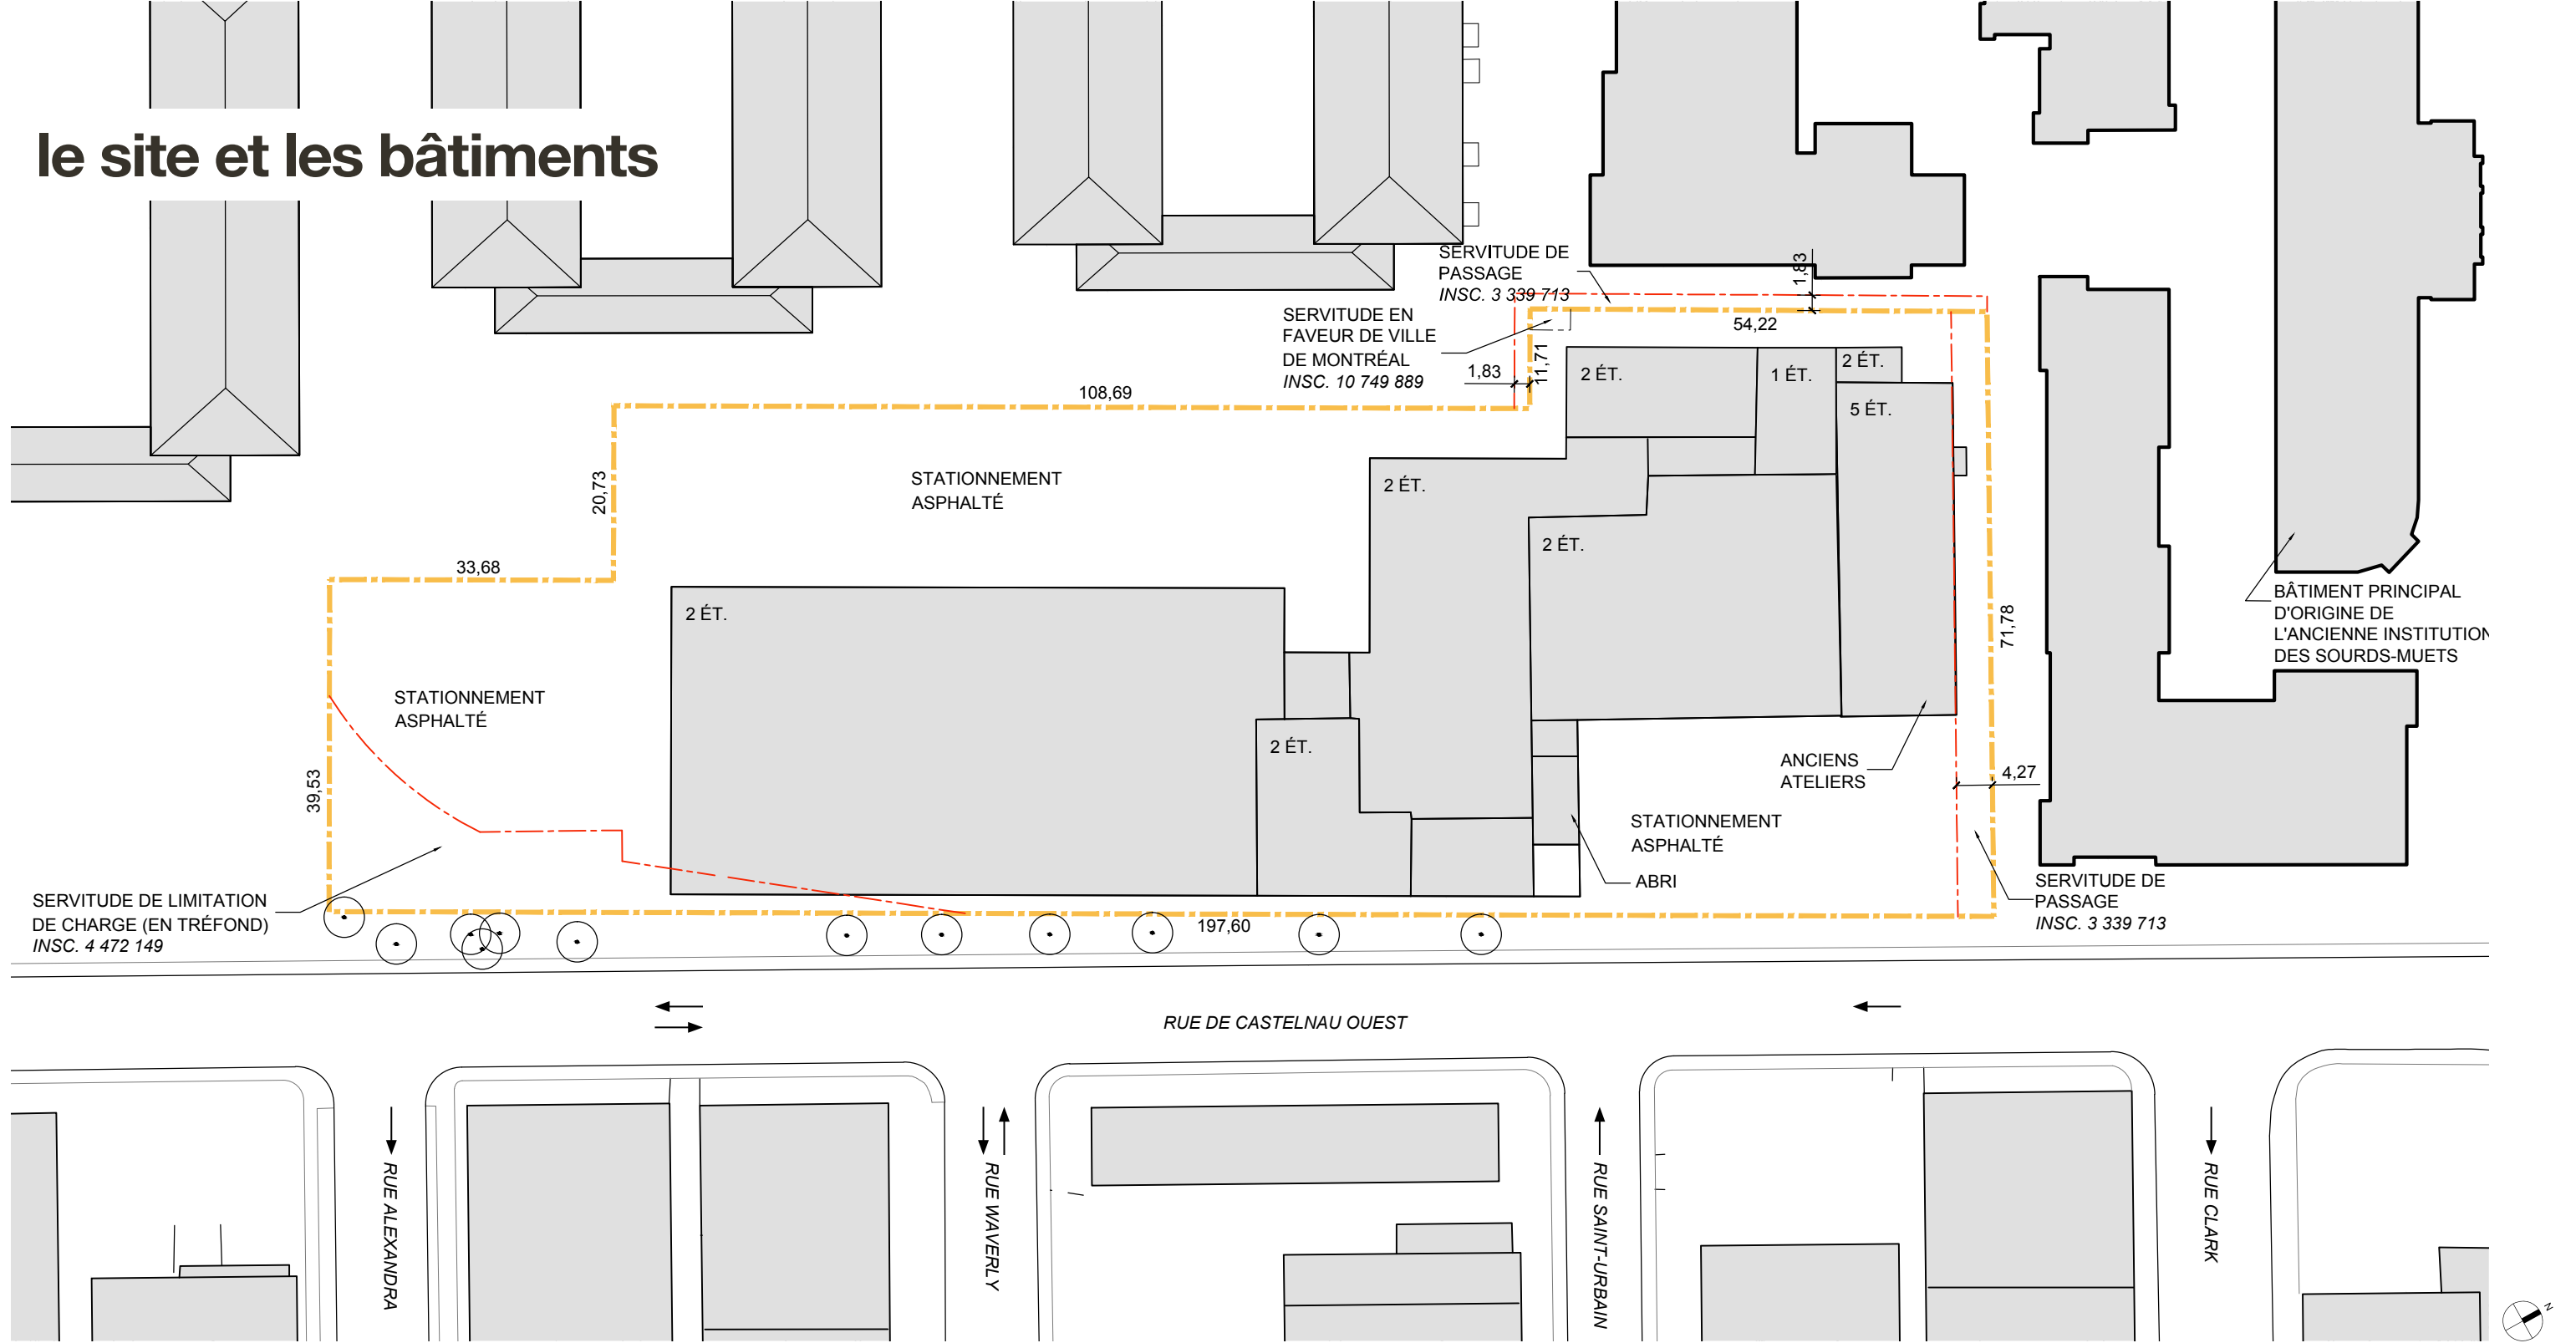 le site et les bâtiments
SERVITUDE DE
PASSAGE
INSC. 3 339 713
1,83
SERVITUDE EN
FAVEUR DE VILLE
DE MONTRÉAL
INSC. 10 749 889
54,22
11,71
1,83
108,69
2 ÉT.
1 ÉT.
2 ÉT.
5 ÉT.
20,73
STATIONNEMENT
ASPHALTÉ
2 ÉT.
2 ÉT.
33,68
2 ÉT.
71,78
BÂTIMENT PRINCIPAL
D'ORIGINE DE
L'ANCIENNE INSTITUTION
DES SOURDS-MUETS
STATIONNEMENT
ASPHALTÉ
2 ÉT.
39,53
ANCIENS
ATELIERS
4,27
STATIONNEMENT
ASPHALTÉ
ABRI
SERVITUDE DE LIMITATION
DE CHARGE (EN TRÉFOND)
INSC. 4 472 149
SERVITUDE DE
PASSAGE
INSC. 3 339 713
197,60
RUE DE CASTELNAU OUEST
RUE ALEXANDRA
RUE WAVERLY
RUE SAINT-URBAIN
RUE CLARK
N